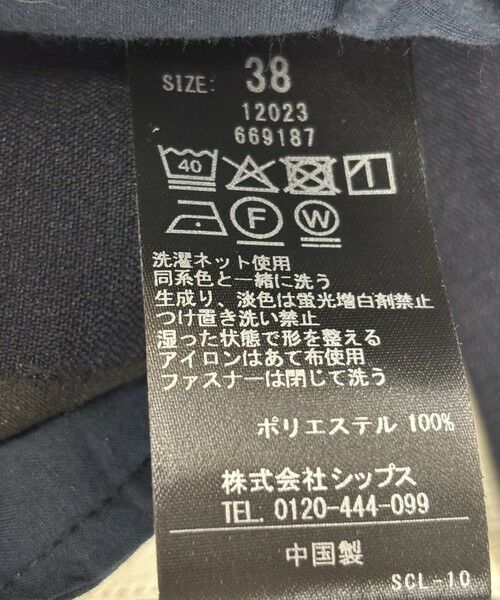 SIZE: 38
12023
669187
40
F W
洗濯ネット使用
同系色と一緒に洗う
生成り、淡色は蛍光増白剤禁止
つけ置き洗い禁止
湿った状態で形を整える
アイロンはあて布使用
ファスナーは閉じて洗う
ポリエステル 100%
株式会社シップス
TEL. 0120-444-099
中国製
SCL-10